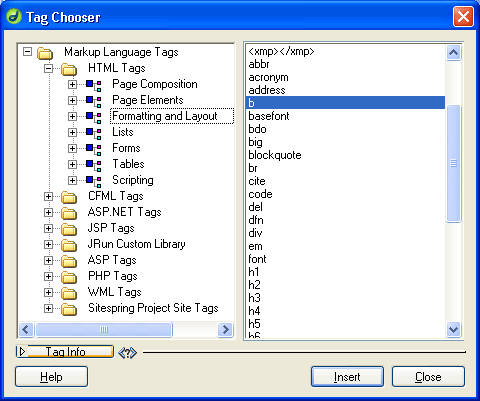 Tag Chooser
Markup Language Tags
HTML Tags
Page Composition
Page Elements
Formatting and Layout
Lists
Forms
Tables
Scripting
CFML Tags
ASP.NET Tags
JSP Tags
JRun Custom Library
ASP Tags
PHP Tags
WML Tags
Sitespring Project Site Tags
<xmp></xmp>
abbr
acronym
address
b
basefont
bdo
big
blockquote
br
cite
code
del
dfn
div
em
font
h1
h2
h3
h4
h5
h6
Tag Info
<?>
Help
Insert
Close